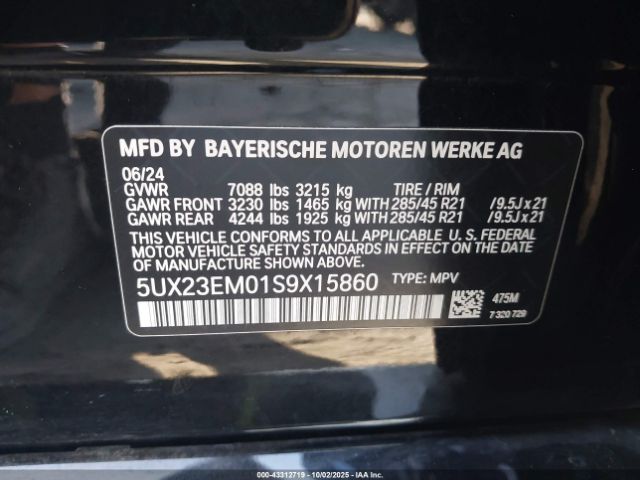 MFD BY BAYERISCHE MOTOREN WERKE AG
06/24
GVWR 7088 lbs 3215 kg TIRE / RIM
GAWR FRONT 3230 lbs 1465 kg WITH 285/45 R21 /9.5J x 21
GAWR REAR 4244 lbs 1925 kg WITH 285/45 R21 /9.5J x 21
THIS VEHICLE CONFORMS TO ALL APPLICABLE U.S. FEDERAL
MOTOR VEHICLE SAFETY STANDARDS IN EFFECT ON THE DATE
OF MANUFACTURE SHOWN ABOVE.
5UX23EM01S9X15860 TYPE: MPV
475M
7 320 729
000-43312719 - 10/02/2025 - IAA Inc.